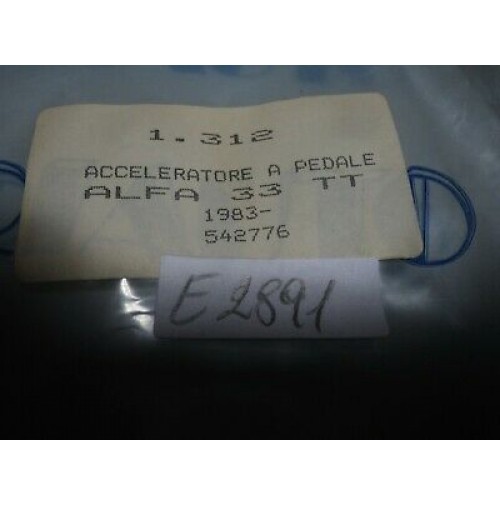 1.312
ACCELERATORE A PEDALE
ALFA 33 TT
1983-
542776
E2891